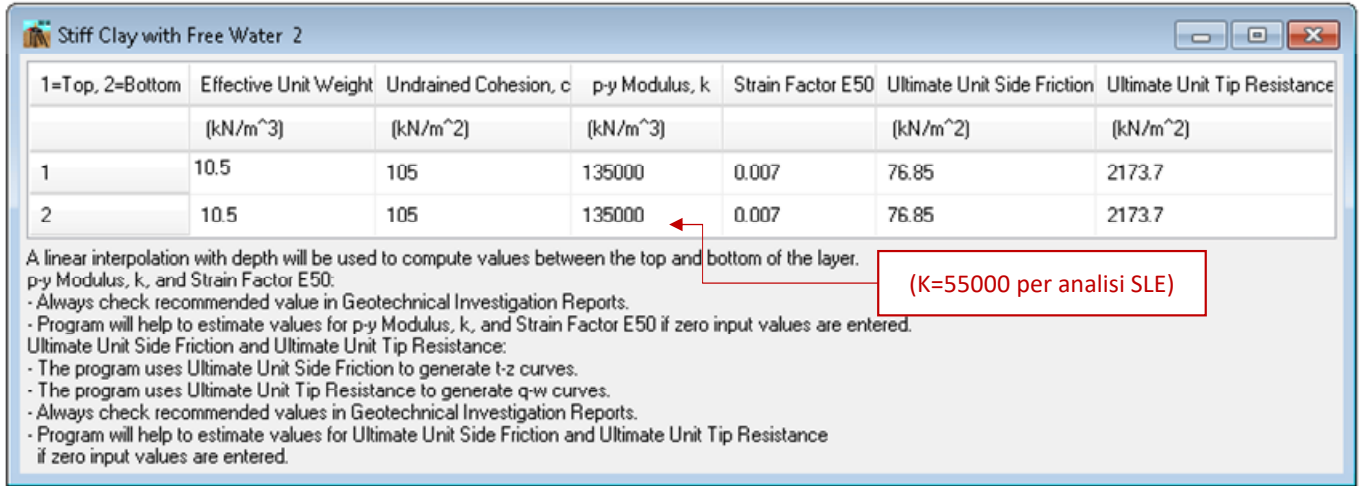 Stiff Clay with Free Water 2
1=Top, 2=Bottom Effective Unit Weight Undrained Cohesion, c p-y Modulus, k Strain Factor E50 Ultimate Unit Side Friction Ultimate Unit Tip Resistance
(kN/m^3) (kN/m^2) (kN/m^3) (kN/m^2) (kN/m^2)
1 10.5 105 135000 0.007 76.85 2173.7
2 10.5 105 135000 0.007 76.85 2173.7
A linear interpolation with depth will be used to compute values between the top and bottom of the layer.
p-y Modulus, k, and Strain Factor E50:
(K=55000 per analisi SLE)
- Always check recommended value in Geotechnical Investigation Reports.
- Program will help to estimate values for p-y Modulus, k, and Strain Factor E50 if zero input values are entered.
Ultimate Unit Side Friction and Ultimate Unit Tip Resistance:
- The program uses Ultimate Unit Side Friction to generate t-z curves.
- The program uses Ultimate Unit Tip Resistance to generate q-w curves.
- Always check recommended values in Geotechnical Investigation Reports.
- Program will help to estimate values for Ultimate Unit Side Friction and Ultimate Unit Tip Resistance
if zero input values are entered.